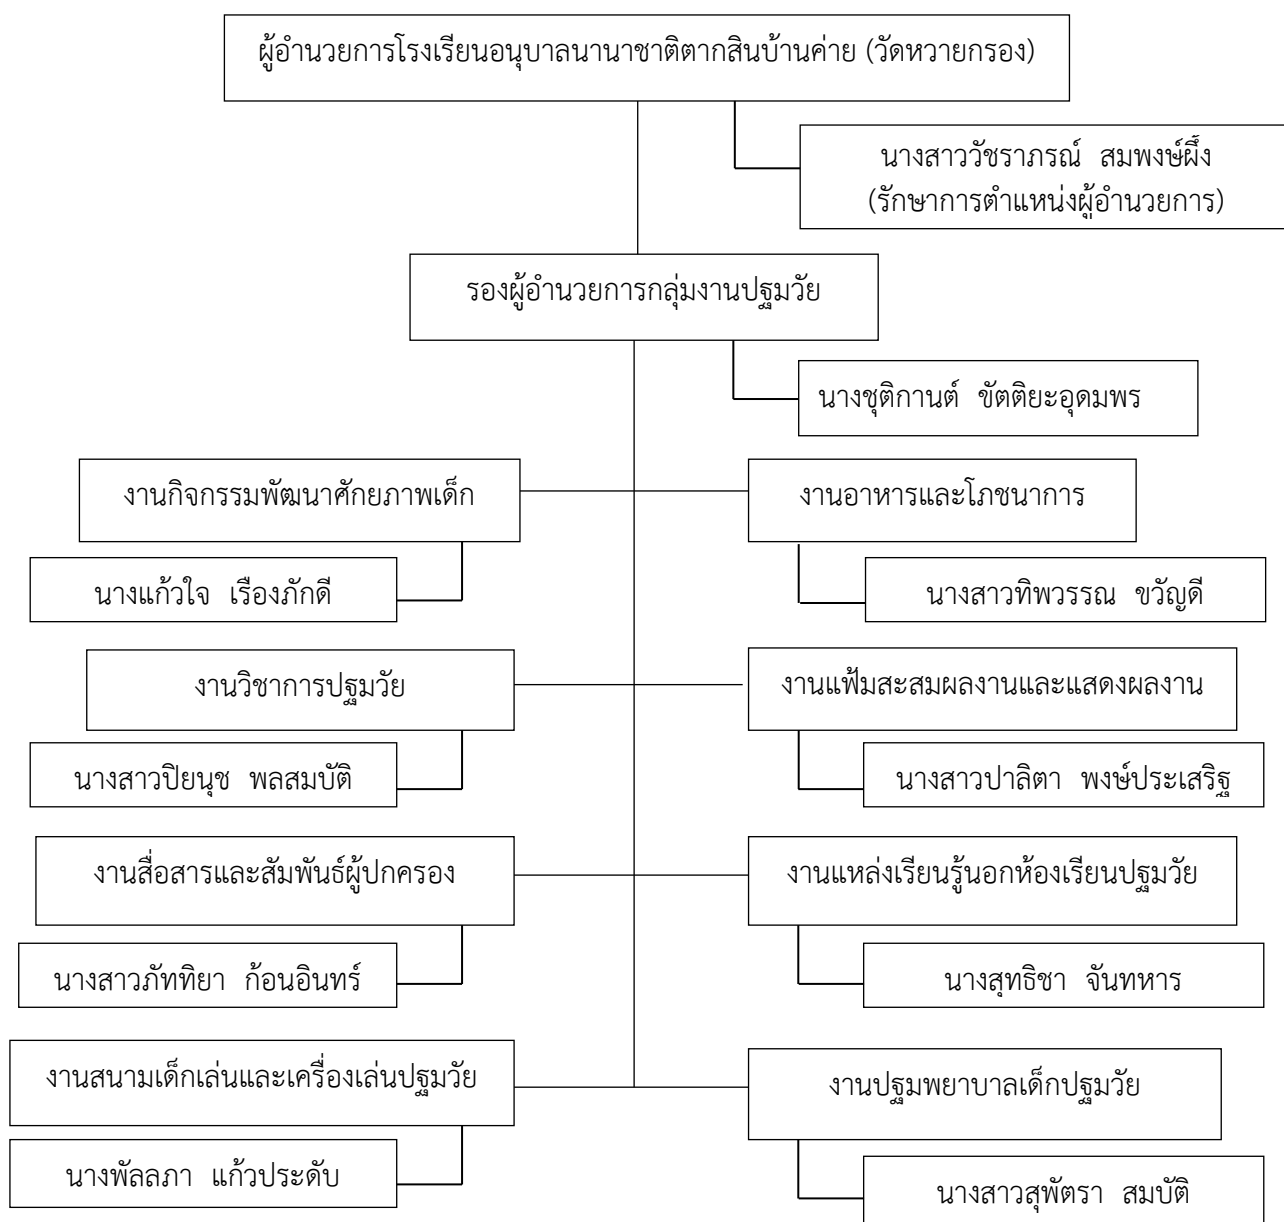 ผู้อำนวยการโรงเรียนอนุบาลนานาชาติตากสินบ้านค่าย (วัดหวายกรอง)
นางสาววัชราภรณ์ สมพงษ์ผึ้ง
(รักษาการตำแหน่งผู้อำนวยการ)
รองผู้อำนวยการกลุ่มงานปฐมวัย
นางชุติกานต์ ขัตติยะอุดมพร
งานกิจกรรมพัฒนาศักยภาพเด็ก
งานอาหารและโภชนาการ
นางแก้วใจ เรืองภักดี
นางสาวทิพวรรณ ขวัญดี
งานวิชาการปฐมวัย
งานแฟ้มสะสมผลงานและแสดงผลงาน
นางสาวปิยนุช พลสมบัติ
นางสาวปาลิตา พงษ์ประเสริฐ
งานสื่อสารและสัมพันธ์ผู้ปกครอง
งานแหล่งเรียนรู้นอกห้องเรียนปฐมวัย
นางสาวภัททิยา ก้อนอินทร์
นางสุทธิชา จันทหาร
งานสนามเด็กเล่นและเครื่องเล่นปฐมวัย
งานปฐมพยาบาลเด็กปฐมวัย
นางพัลลภา แก้วประดับ
นางสาวสุพัตรา สมบัติ